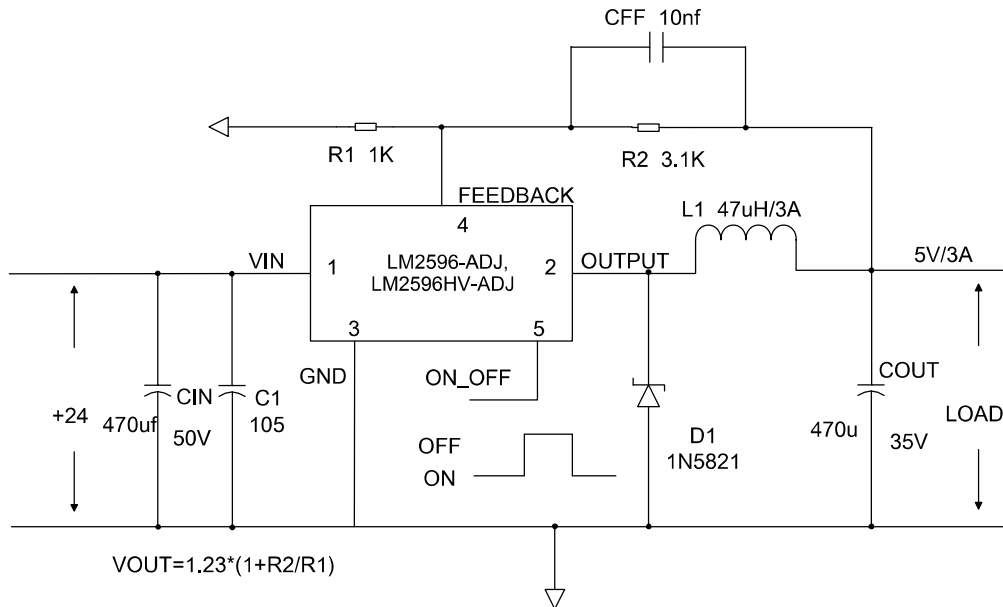 CFF 10nf
R1 1K
R2 3.1K
FEEDBACK
4
L1 47uH/3A
VIN
1
LM2596-ADJ,
LM2596HV-ADJ
2
OUTPUT
5V/3A
3
5
GND
ON_OFF
+24
470uf
CIN
50V
C1
105
OFF
ON
D1
1N5821
COUT
470u
35V
LOAD
VOUT=1.23*(1+R2/R1)